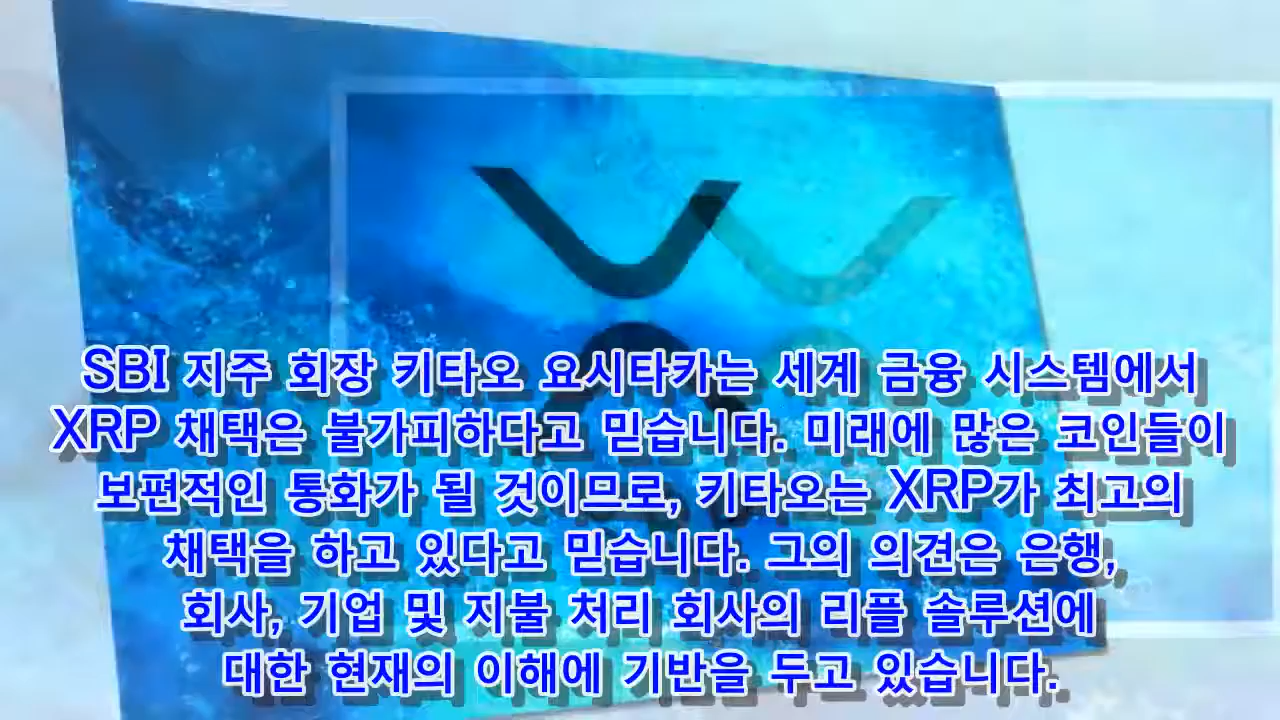 SBI 지주 회장 키타오 요시타카는 세계 금융 시스템에서
XRP 채택은 불가피하다고 믿습니다. 미래에 많은 코인들이
보편적인 통화가 될 것이므로, 키타오는 XRP가 최고의
채택을 하고 있다고 믿습니다. 그의 의견은 은행,
회사, 기업 및 지불 처리 회사의 리플 솔루션에
대한 현재의 이해에 기반을 두고 있습니다.